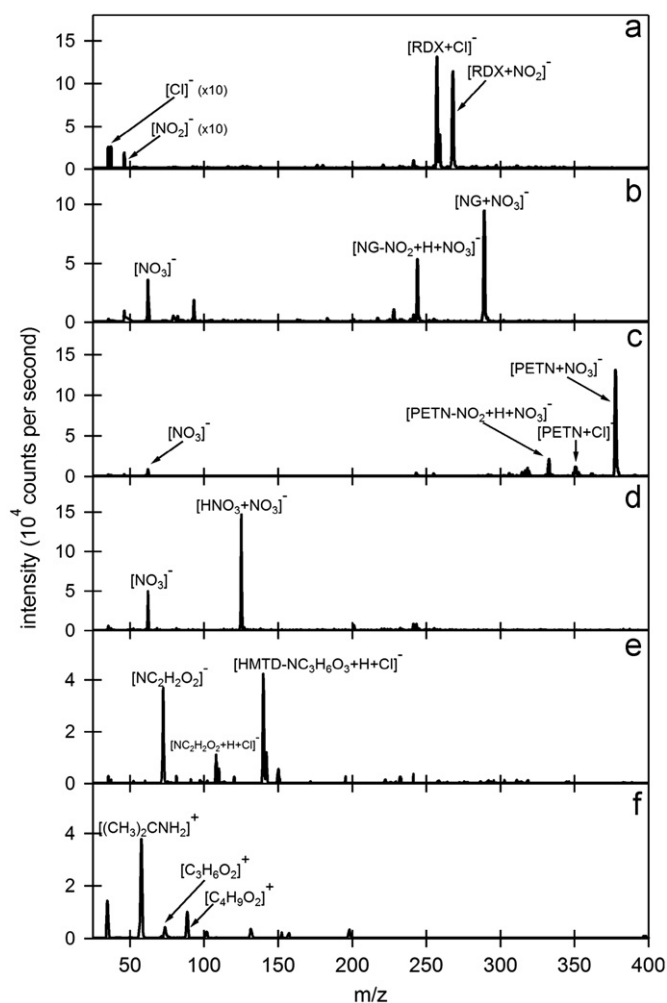 a
15
10
5
0
[Cl]⁻ (x10)
[NO₂]⁻ (x10)
[RDX+Cl]⁻
[RDX+NO₂]⁻
b
10
5
0
[NO₃]⁻
[NG-NO₂+H+NO₃]⁻
[NG+NO₃]⁻
c
15
10
5
0
[NO₃]⁻
[PETN-NO₂+H+NO₃]⁻
[PETN+Cl]⁻
[PETN+NO₃]⁻
d
15
10
5
0
[NO₃]⁻
[HNO₃+NO₃]⁻
e
4
2
0
[NC₂H₂O₂]⁻
[NC₂H₂O₂+H+Cl]⁻
[HMTD-NC₃H₆O₃+H+Cl]⁻
f
4
2
0
[(CH₃)₂CNH₂]⁺
[C₃H₆O₂]⁺
[C₄H₉O₂]⁺
50 100 150 200 250 300 350 400
m/z
intensity (10⁴ counts per second)